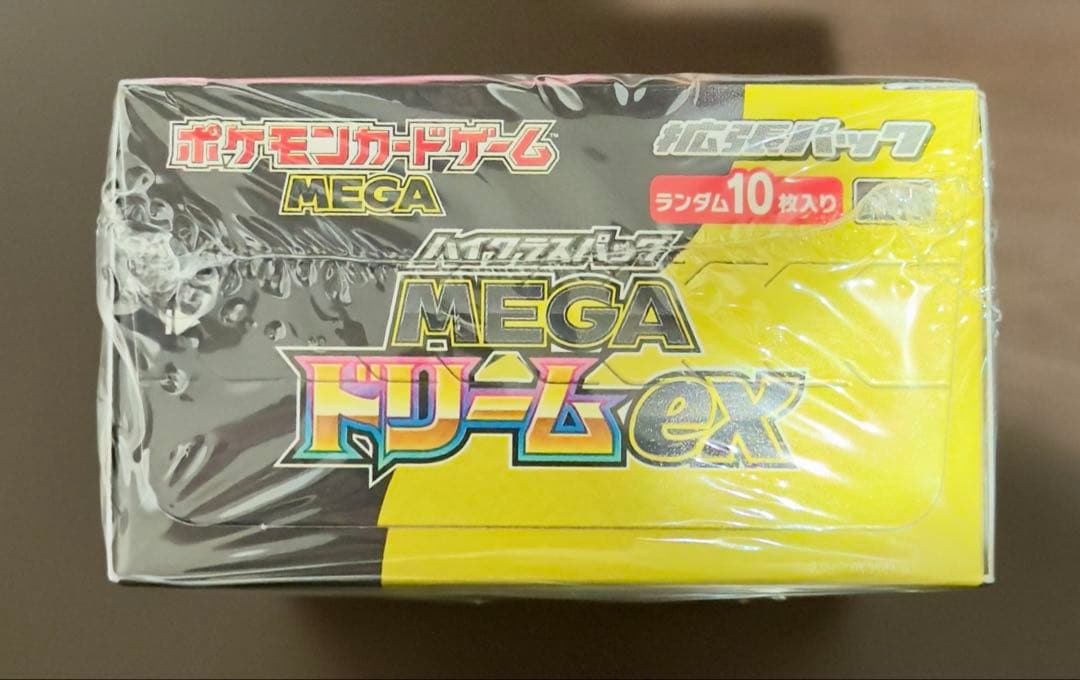 ポケモンカードゲーム™
MEGA
拡張パック
ランダム10枚入り
ハイクラスパック
MEGA
ドリームex